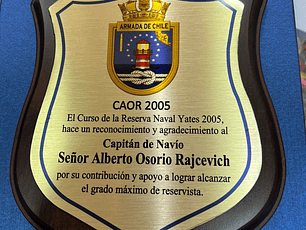 ARMADA DE CHILE
CAOR 2005
El Curso de la Reserva Naval Yates 2005,
hace un reconocimiento y agradecimiento al
Capitán de Navío
Señor Alberto Osorio Rajcevich
por su contribución y apoyo a lograr alcanzar
el grado máximo de reservista.